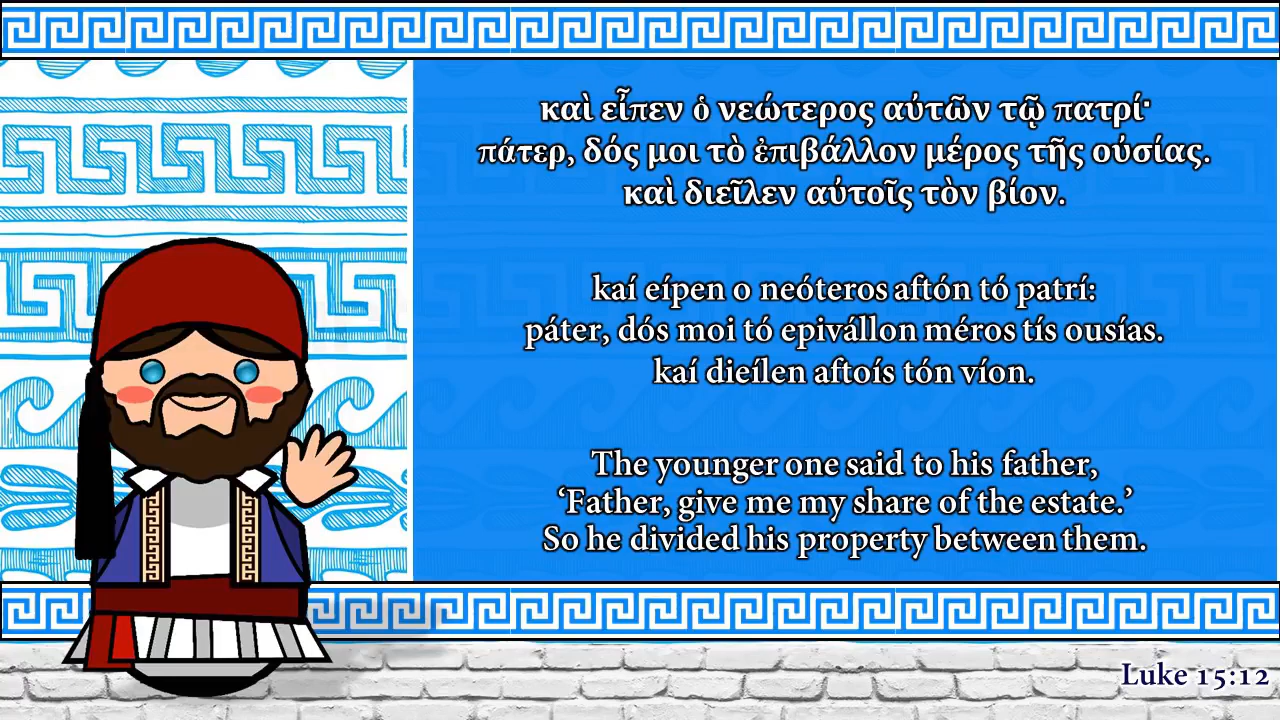 καὶ εἶπεν ὁ νεώτερος αὐτῶν τῷ πατρί·
πάτερ, δός μοι τὸ ἐπιβάλλον μέρος τῆς οὐσίας.
καὶ διεῖλεν αὐτοῖς τὸν βίον.
kaí eípen o neóteros aftón tó patrí:
páter, dós moi tó epivállon méros tís ousías.
kaí dieílen aftoís tón víon.
The younger one said to his father,
‘Father, give me my share of the estate.’
So he divided his property between them.
Luke 15:12